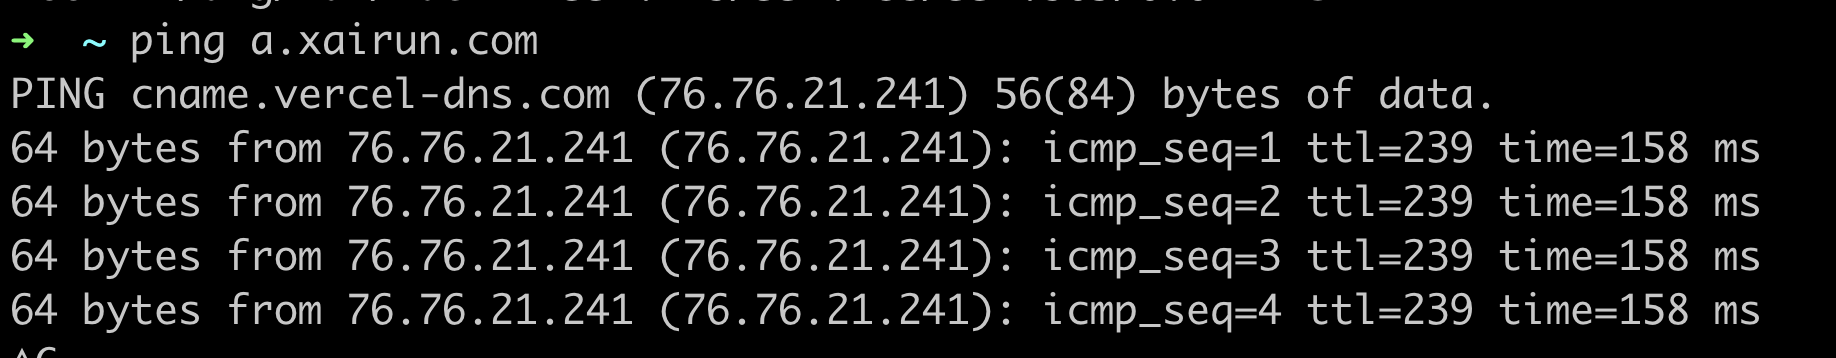 ➜ ~ ping a.xairun.com
PING cname.vercel-dns.com (76.76.21.241) 56(84) bytes of data.
64 bytes from 76.76.21.241 (76.76.21.241): icmp_seq=1 ttl=239 time=158 ms
64 bytes from 76.76.21.241 (76.76.21.241): icmp_seq=2 ttl=239 time=158 ms
64 bytes from 76.76.21.241 (76.76.21.241): icmp_seq=3 ttl=239 time=158 ms
64 bytes from 76.76.21.241 (76.76.21.241): icmp_seq=4 ttl=239 time=158 ms
^C